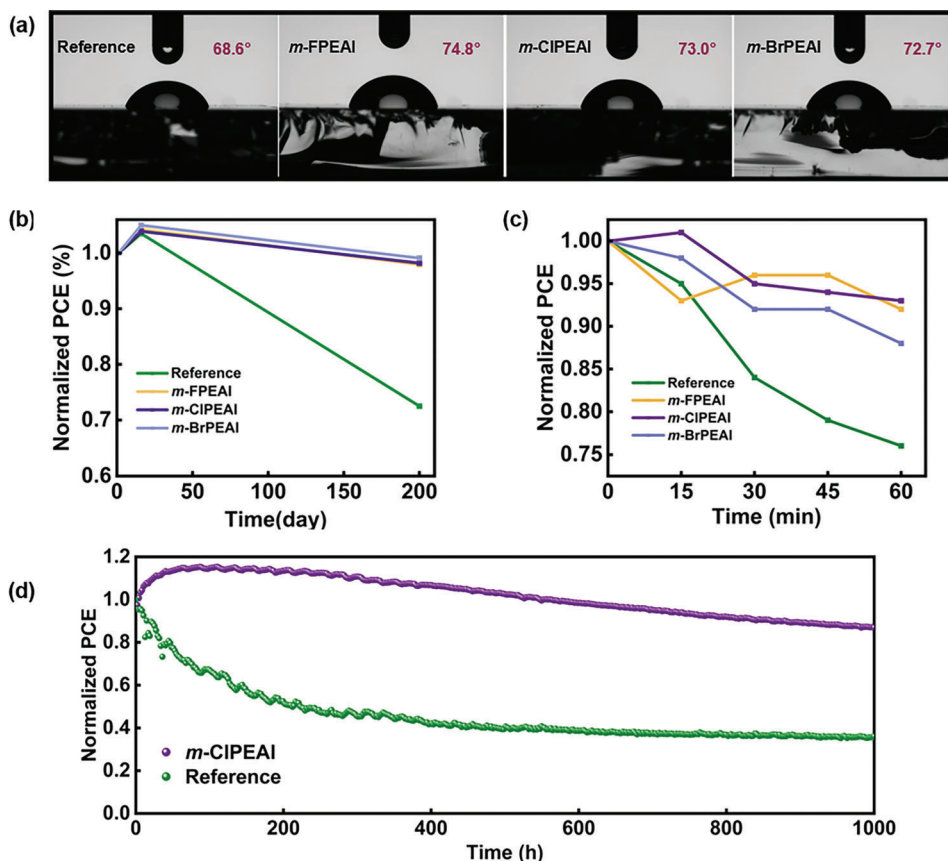 (a)
Reference 68.6° m-FPEAI 74.8° m-ClPEAI 73.0° m-BrPEAI 72.7°
(b)
Normalized PCE (%)
1.0
0.9
0.8
0.7
0.6
Reference
m-FPEAI
m-ClPEAI
m-BrPEAI
0 50 100 150 200
Time(day)
(c)
Normalized PCE
1.00
0.95
0.90
0.85
0.80
0.75
Reference
m-FPEAI
m-ClPEAI
m-BrPEAI
0 15 30 45 60
Time (min)
(d)
Normalized PCE
1.2
1.0
0.8
0.6
0.4
0.2
0.0
m-ClPEAI
Reference
0 200 400 600 800 1000
Time (h)